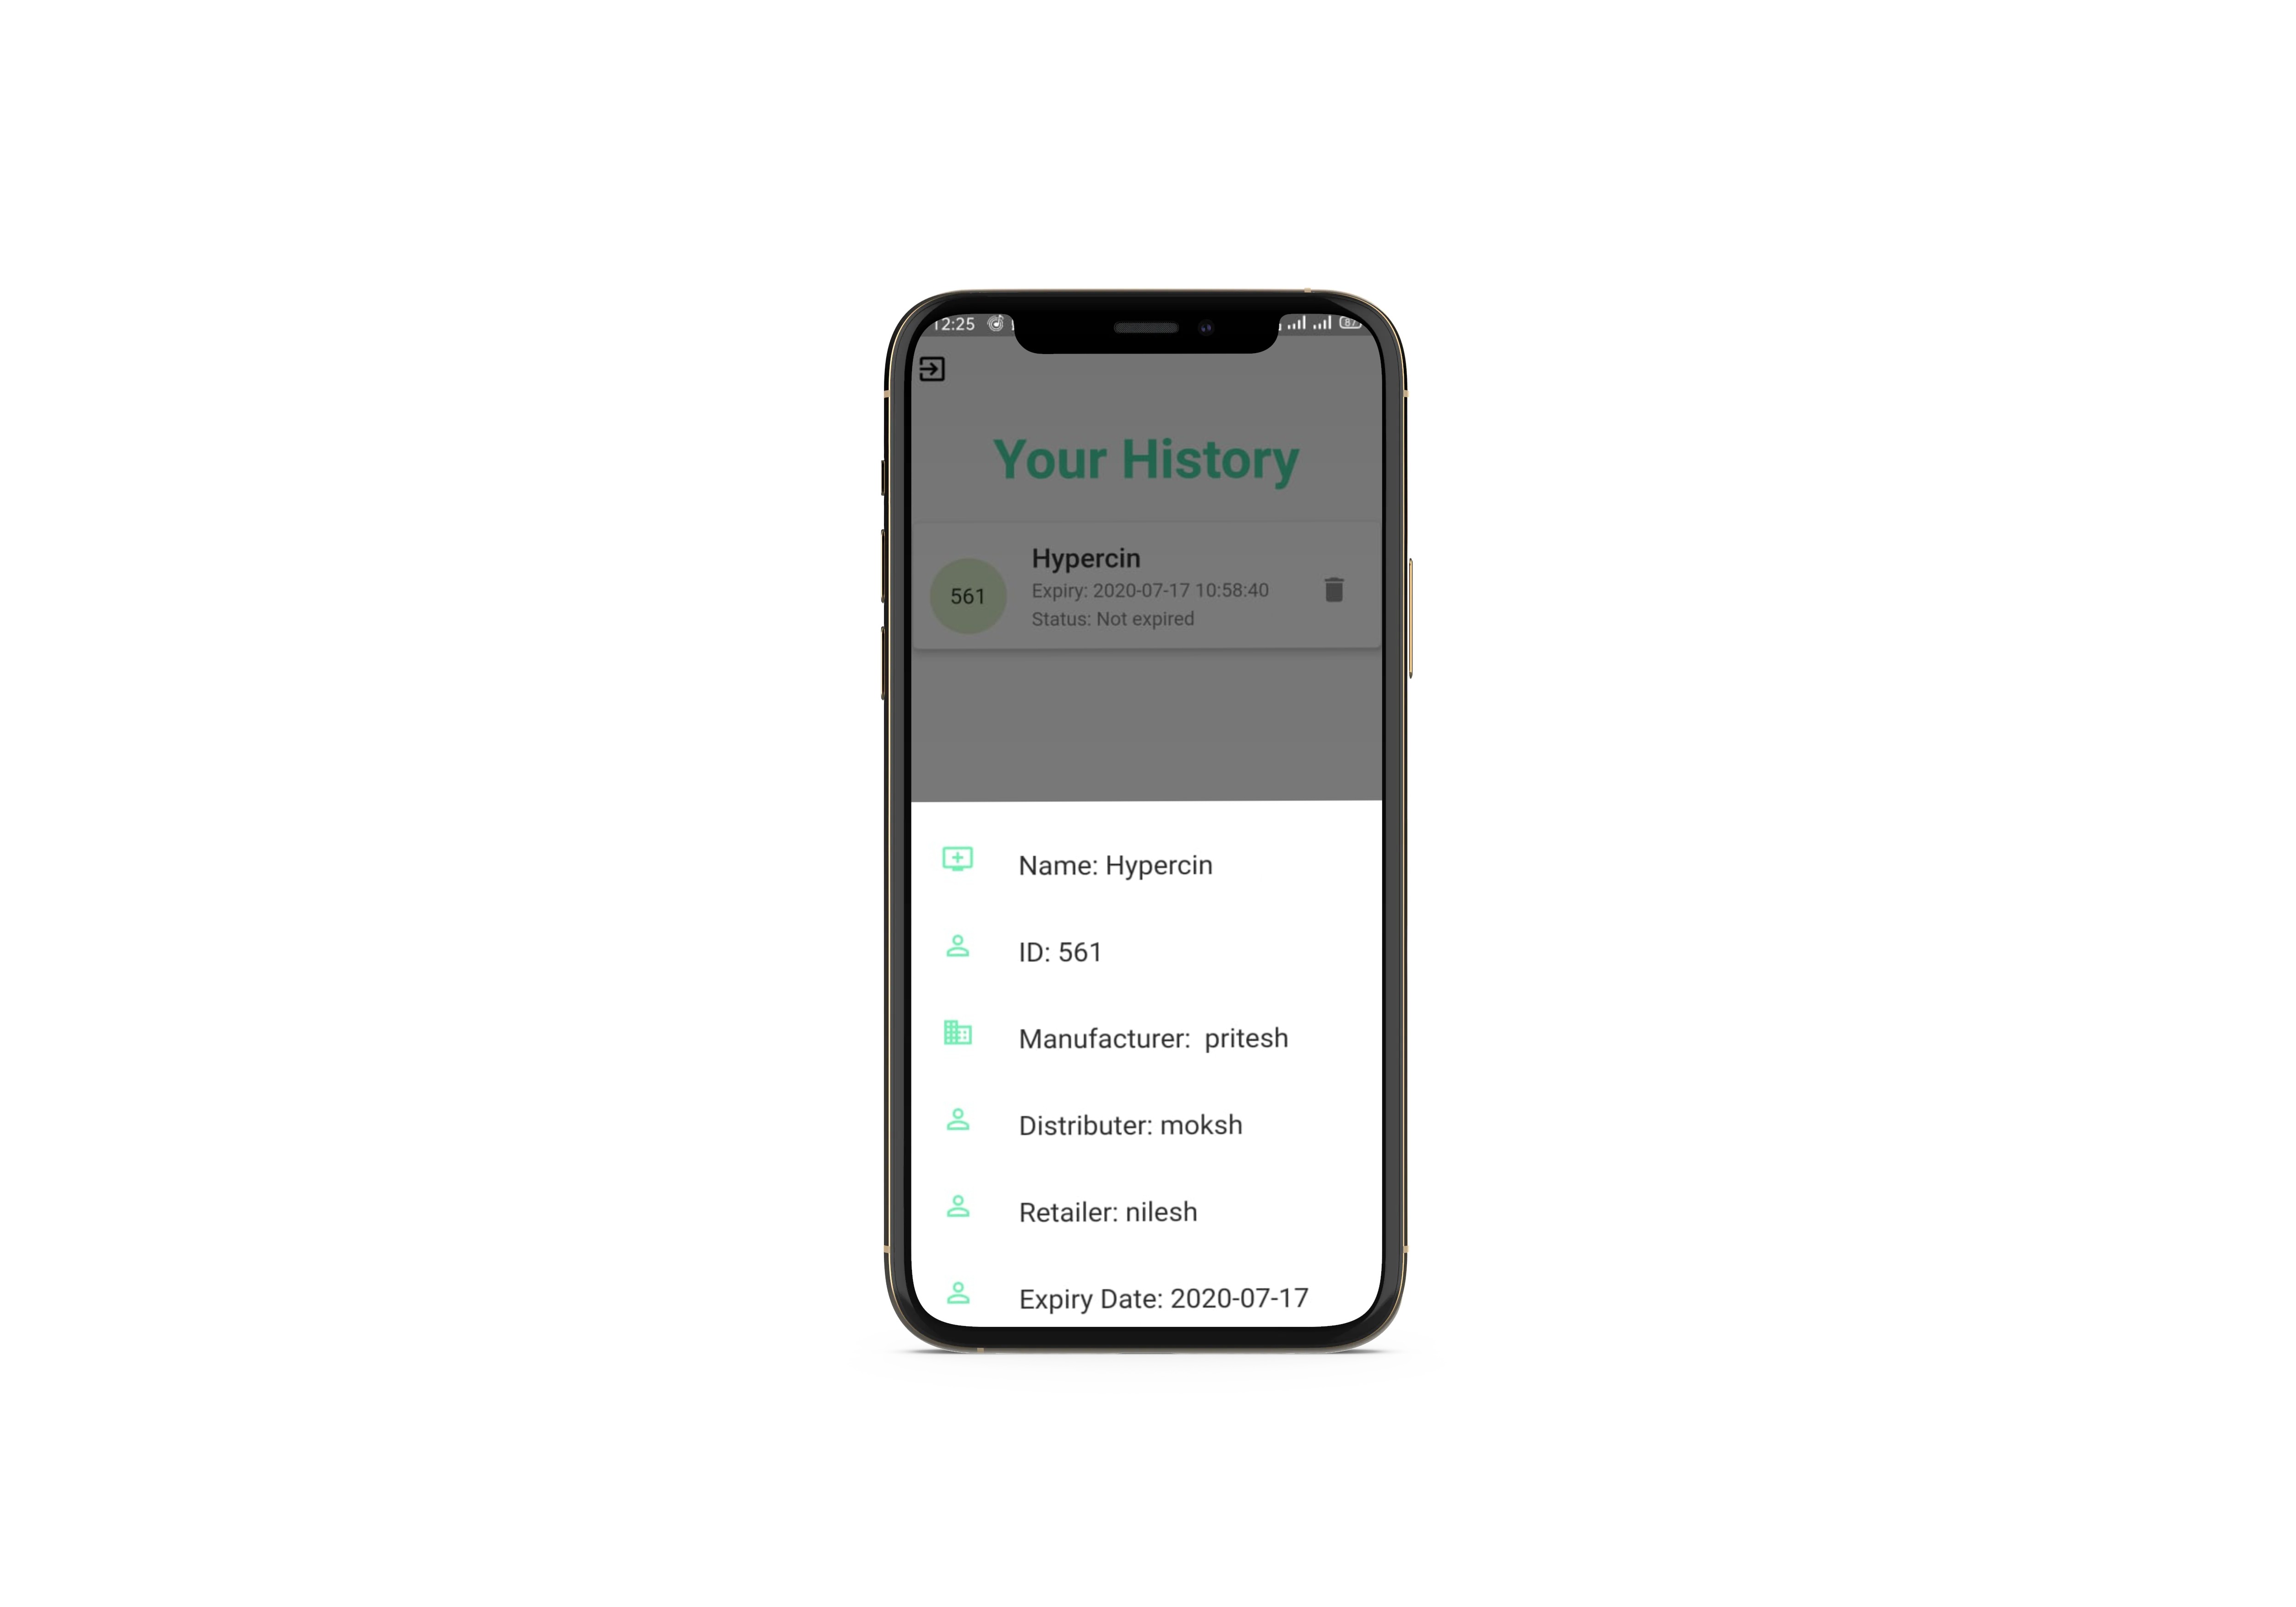 12:25
Your History
561
Hypercin
Expiry: 2020-07-17 10:58:40
Status: Not expired
Name: Hypercin
ID: 561
Manufacturer: pritesh
Distributer: moksh
Retailer: nilesh
Expiry Date: 2020-07-17